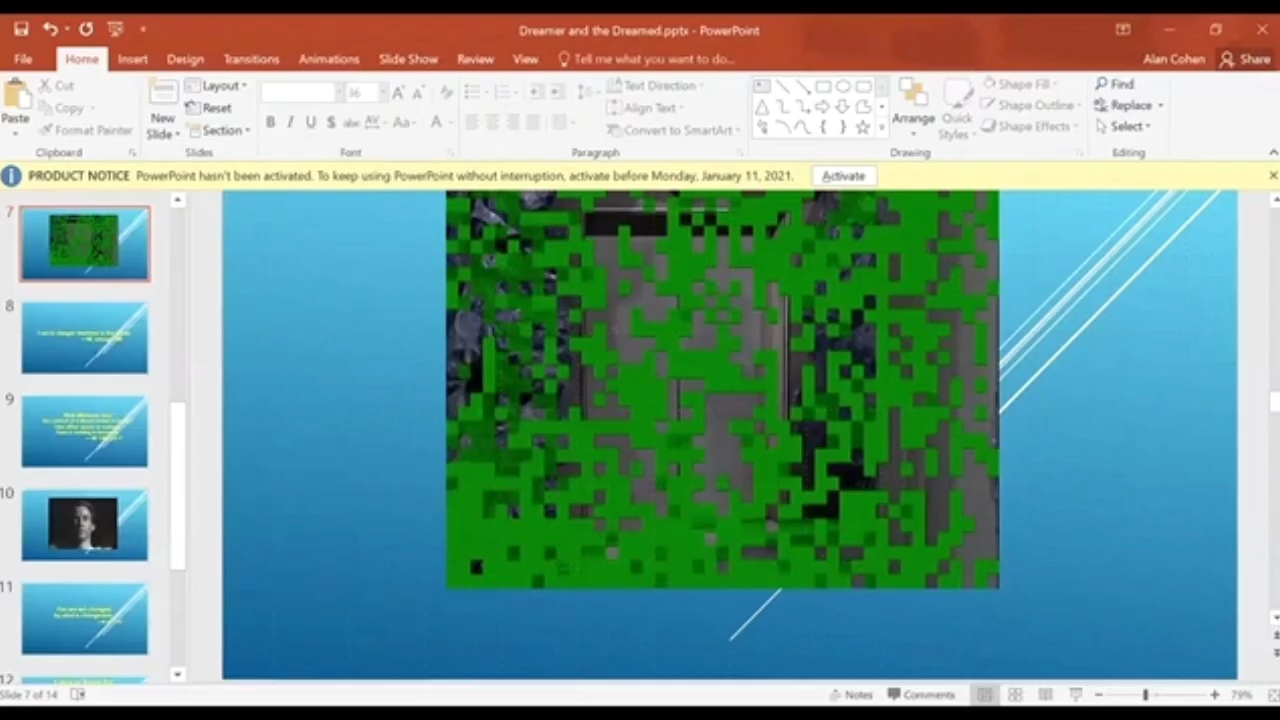 Dreamer and the Dreamed.pptx - PowerPoint
File Home Insert Design Transitions Animations Slide Show Review View Tell me what you want to do... Alan Cohen Share
Cut Layout Text Direction Shape Fill Find
Paste Copy New Slide Reset 36 Align Text Arrange Quick Styles Shape Outline Replace
Format Painter Section B I U S abc AV Aa A Convert to SmartArt Shape Effects Select
Clipboard Slides Font Paragraph Drawing Editing
PRODUCT NOTICE PowerPoint hasn't been activated. To keep using PowerPoint without interruption, activate before Monday, January 11, 2021. Activate
7
8
9
10
11
12
Slide 7 of 14 Notes Comments 79%